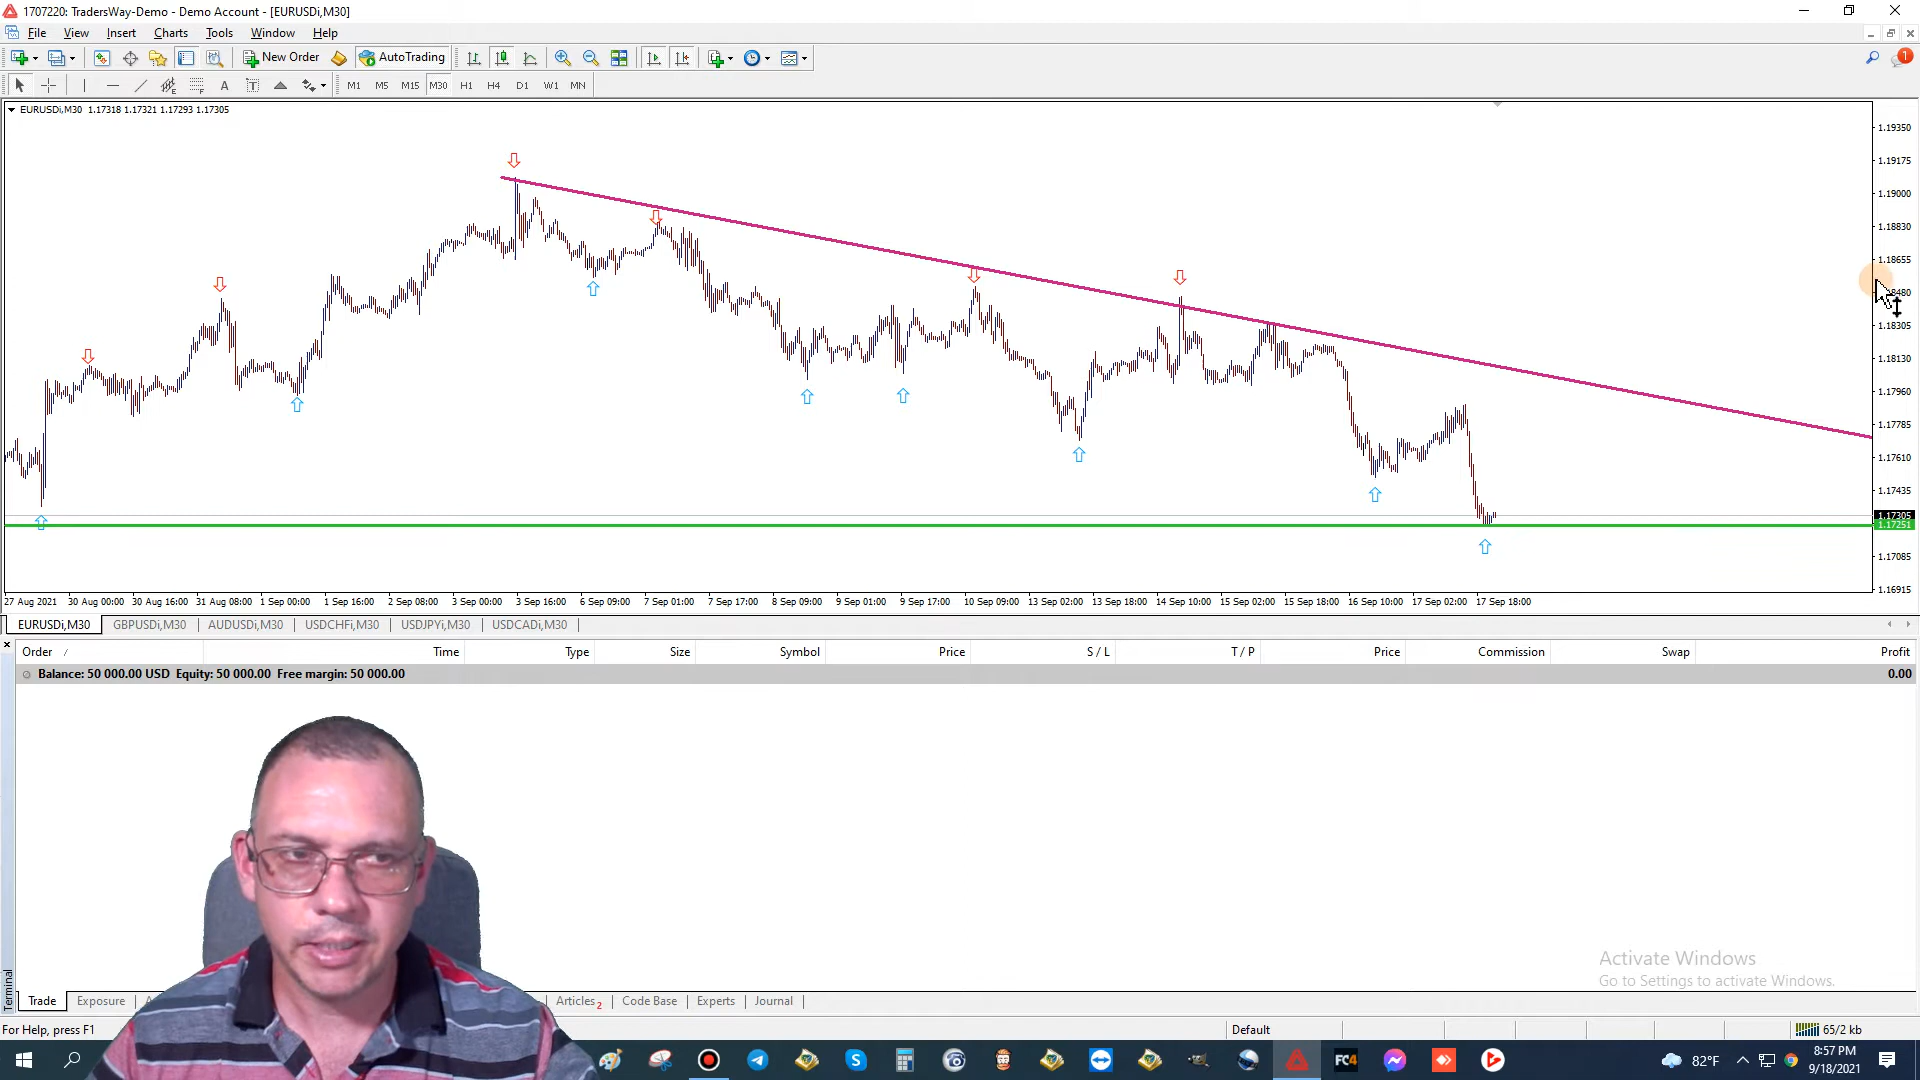 1707220: TradersWay-Demo - Demo Account - [EURUSDi,M30]
File View Insert Charts Tools Window Help
New Order AutoTrading
1
A T M1 M5 M15 M30 H1 H4 D1 W1 MN
EURUSDi,M30 1.17318 1.17321 1.17293 1.17305
1.19350
1.19175
1.19000
1.18830
1.18655
1.18305
1.18130
1.17960
1.17785
1.17610
1.17435
1.17305
1.17251
1.17085
1.16915
27 Aug 2021 30 Aug 00:00 30 Aug 16:00 31 Aug 08:00 1 Sep 00:00 1 Sep 16:00 2 Sep 08:00 3 Sep 00:00 3 Sep 16:00 6 Sep 09:00 7 Sep 01:00 7 Sep 17:00 8 Sep 09:00 9 Sep 01:00 9 Sep 17:00 10 Sep 09:00 13 Sep 02:00 13 Sep 18:00 14 Sep 10:00 15 Sep 02:00 15 Sep 18:00 16 Sep 10:00 17 Sep 02:00 17 Sep 18:00
EURUSDi,M30 GBPUSDi,M30 AUDUSDi,M30 USDCHFi,M30 USDJPYi,M30 USDCADi,M30
Order / Time Type Size Symbol Price S / L T / P Price Commission Swap Profit
Balance: 50 000.00 USD Equity: 50 000.00 Free margin: 50 000.00 0.00
Activate Windows
Go to Settings to activate Windows.
Terminal
Trade Exposure Articles 2 Code Base Experts Journal
For Help, press F1 Default 65/2 kb
FC4 82°F 8:57 PM
9/18/2021